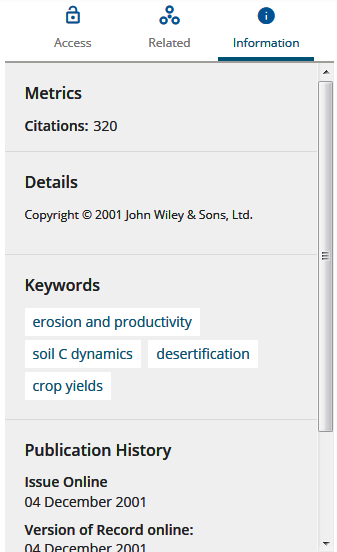 Access Related Information
Metrics
Citations: 320
Details
Copyright © 2001 John Wiley & Sons, Ltd.
Keywords
erosion and productivity
soil C dynamics desertification
crop yields
Publication History
Issue Online
04 December 2001
Version of Record online:
04 December 2001